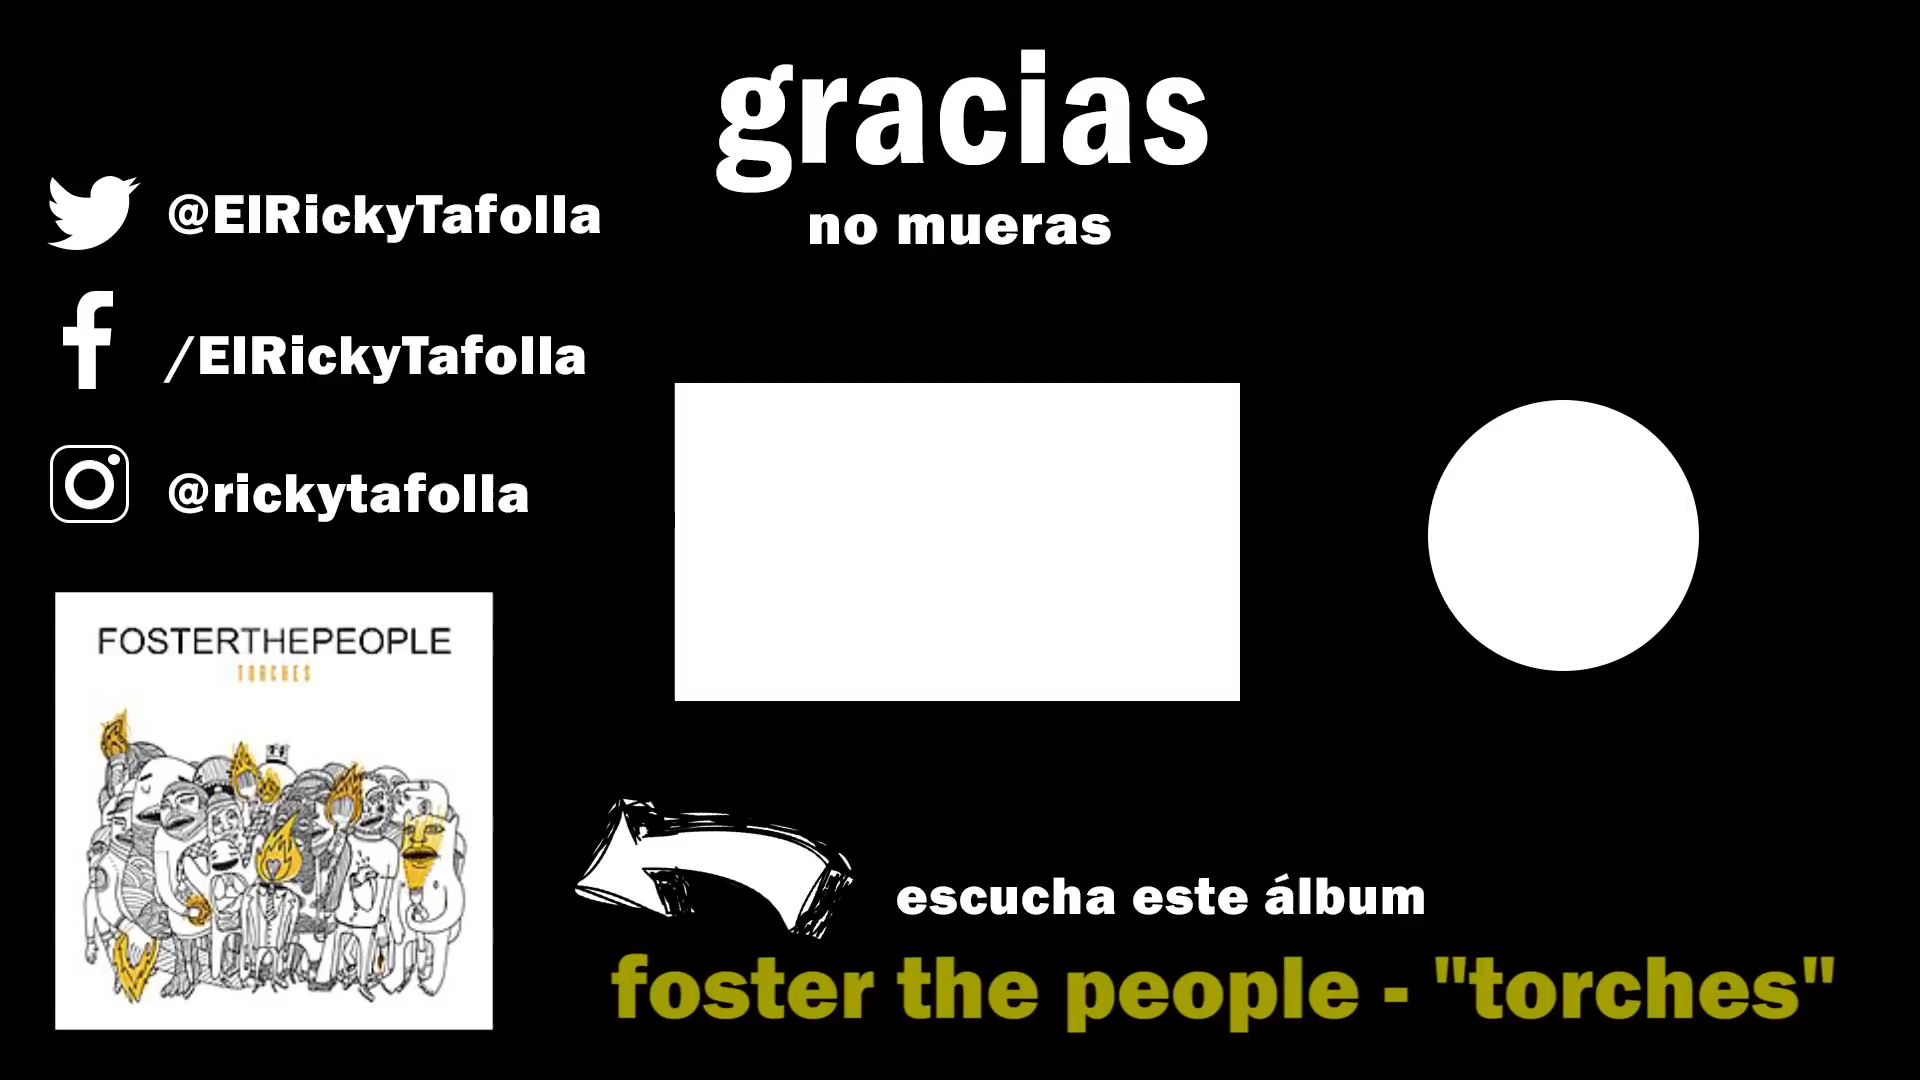 gracias
no mueras
@ElRickyTafolla
/ElRickyTafolla
@rickytafolla
FOSTERTHEPEOPLE
TORCHES
escucha este álbum
foster the people - "torches"